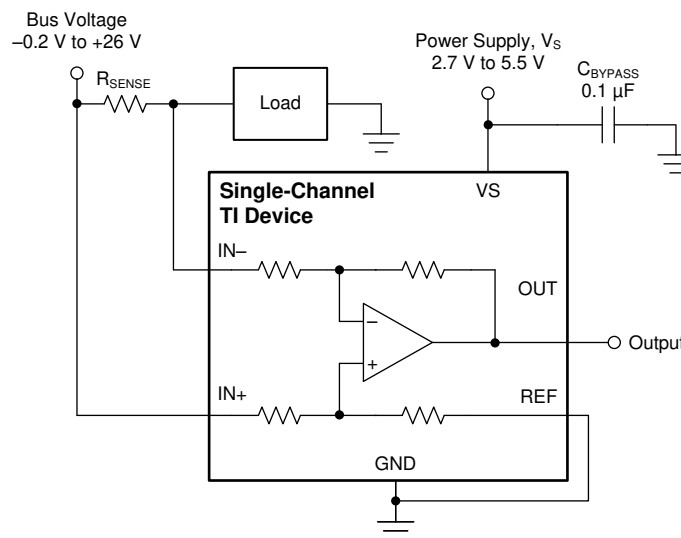 Bus Voltage
–0.2 V to +26 V
RSENSE
Load
Power Supply, VS
2.7 V to 5.5 V
CBYPASS
0.1 µF
Single-Channel
TI Device
VS
IN–
OUT
–
+
Output
IN+
REF
GND